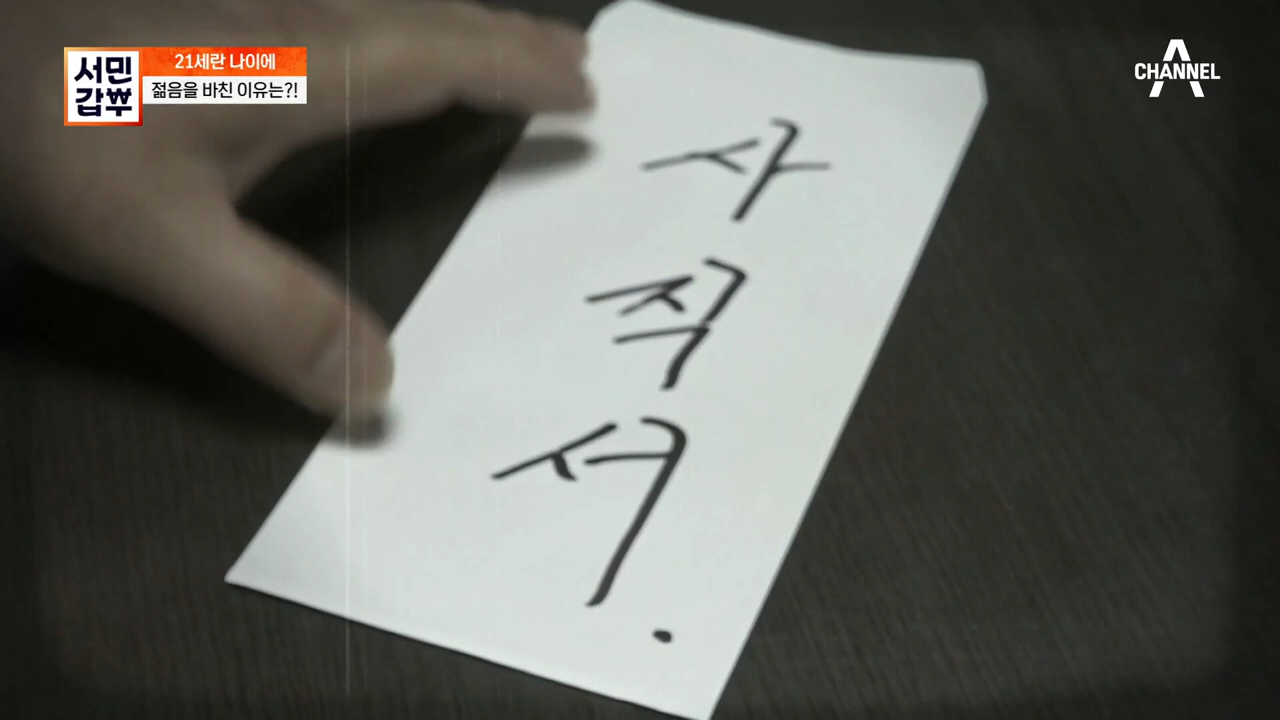 서민
갑부
21세란 나이에
젊음을 바친 이유는?!
CHANNEL A
사
직
서.